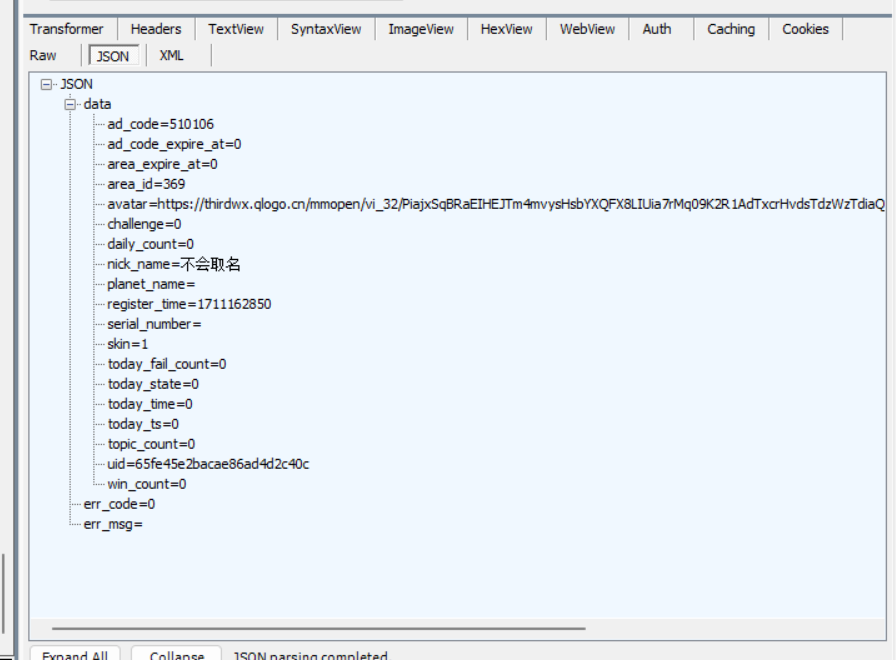 Transformer Headers TextView SyntaxView ImageView HexView WebView Auth Caching Cookies
Raw JSON XML
JSON
data
ad_code=510106
ad_code_expire_at=0
area_expire_at=0
area_id=369
avatar=https://thirdwx.qlogo.cn/mmopen/vi_32/PiajxSqBRaEIHEJTm4mvysHsbYXQFX8LIUia7rMq09K2R1AdTxcrHvdsTdzWzTdiaQ
challenge=0
daily_count=0
nick_name=不会取名
planet_name=
register_time=1711162850
serial_number=
skin=1
today_fail_count=0
today_state=0
today_time=0
today_ts=0
topic_count=0
uid=65fe45e2bacae86ad4d2c40c
win_count=0
err_code=0
err_msg=
Expand All Collapse JSON parsing completed.